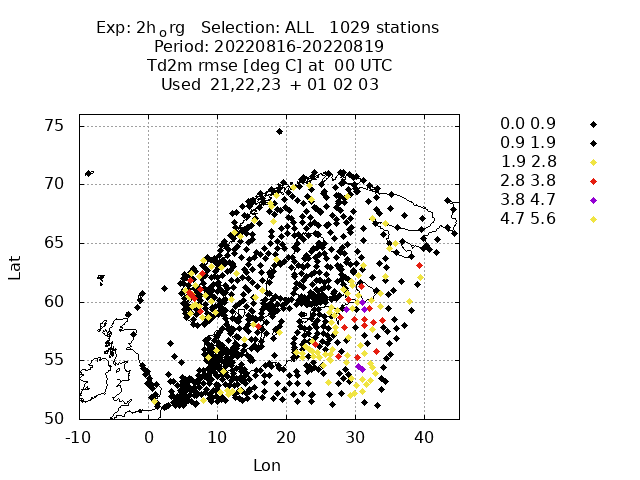 Exp: 2horg Selection: ALL 1029 stations
Period: 20220816-20220819
Td2m rmse [deg C] at 00 UTC
Used 21,22,23 + 01 02 03
75
70
65
60
55
50
Lat
-10 0 10 20 30 40
Lon
0.0 0.9
0.9 1.9
1.9 2.8
2.8 3.8
3.8 4.7
4.7 5.6